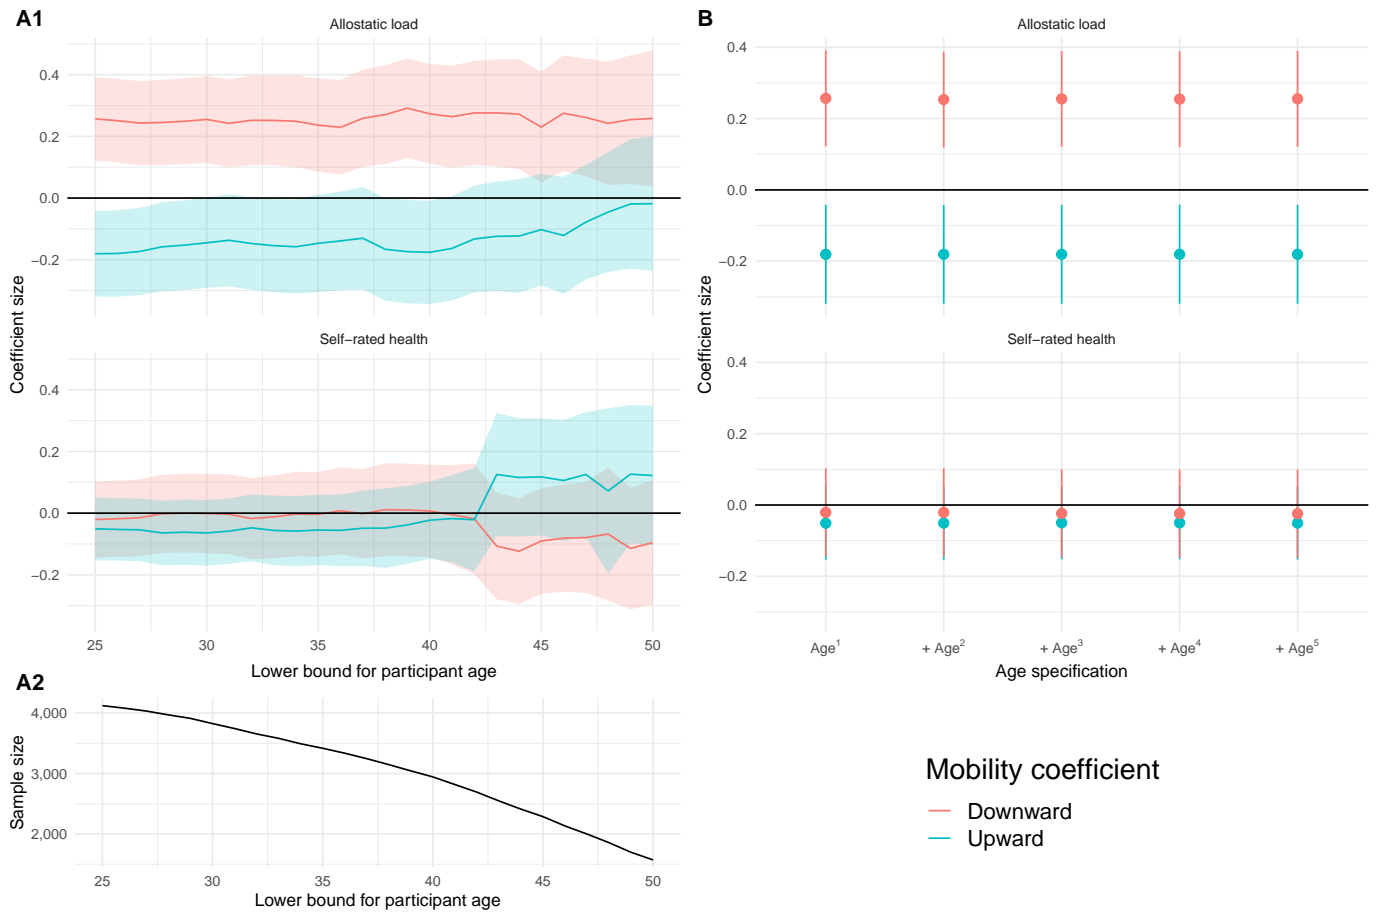 A1
Allostatic load
0.4
0.2
0.0
−0.2
Self−rated health
0.4
0.2
0.0
−0.2
Coefficient size
25 30 35 40 45 50
Lower bound for participant age
A2
4,000
3,000
2,000
Sample size
25 30 35 40 45 50
Lower bound for participant age
B
Allostatic load
0.4
0.2
0.0
−0.2
Self−rated health
0.4
0.2
0.0
−0.2
Coefficient size
Age¹ + Age² + Age³ + Age⁴ + Age⁵
Age specification
Mobility coefficient
Downward
Upward